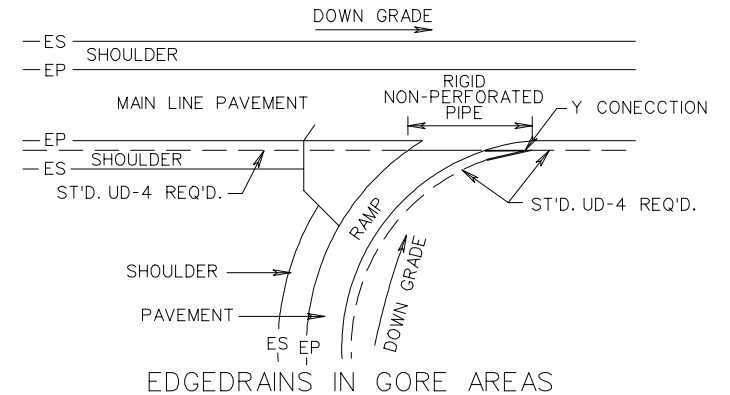 DOWN GRADE
ES
SHOULDER
EP
MAIN LINE PAVEMENT
RIGID
NON-PERFORATED
PIPE
Y CONECCTION
EP
SHOULDER
ES
ST'D. UD-4 REQ'D.
ST'D. UD-4 REQ'D.
RAMP
SHOULDER
DOWN GRADE
PAVEMENT
ES EP
EDGEDRAINS IN GORE AREAS